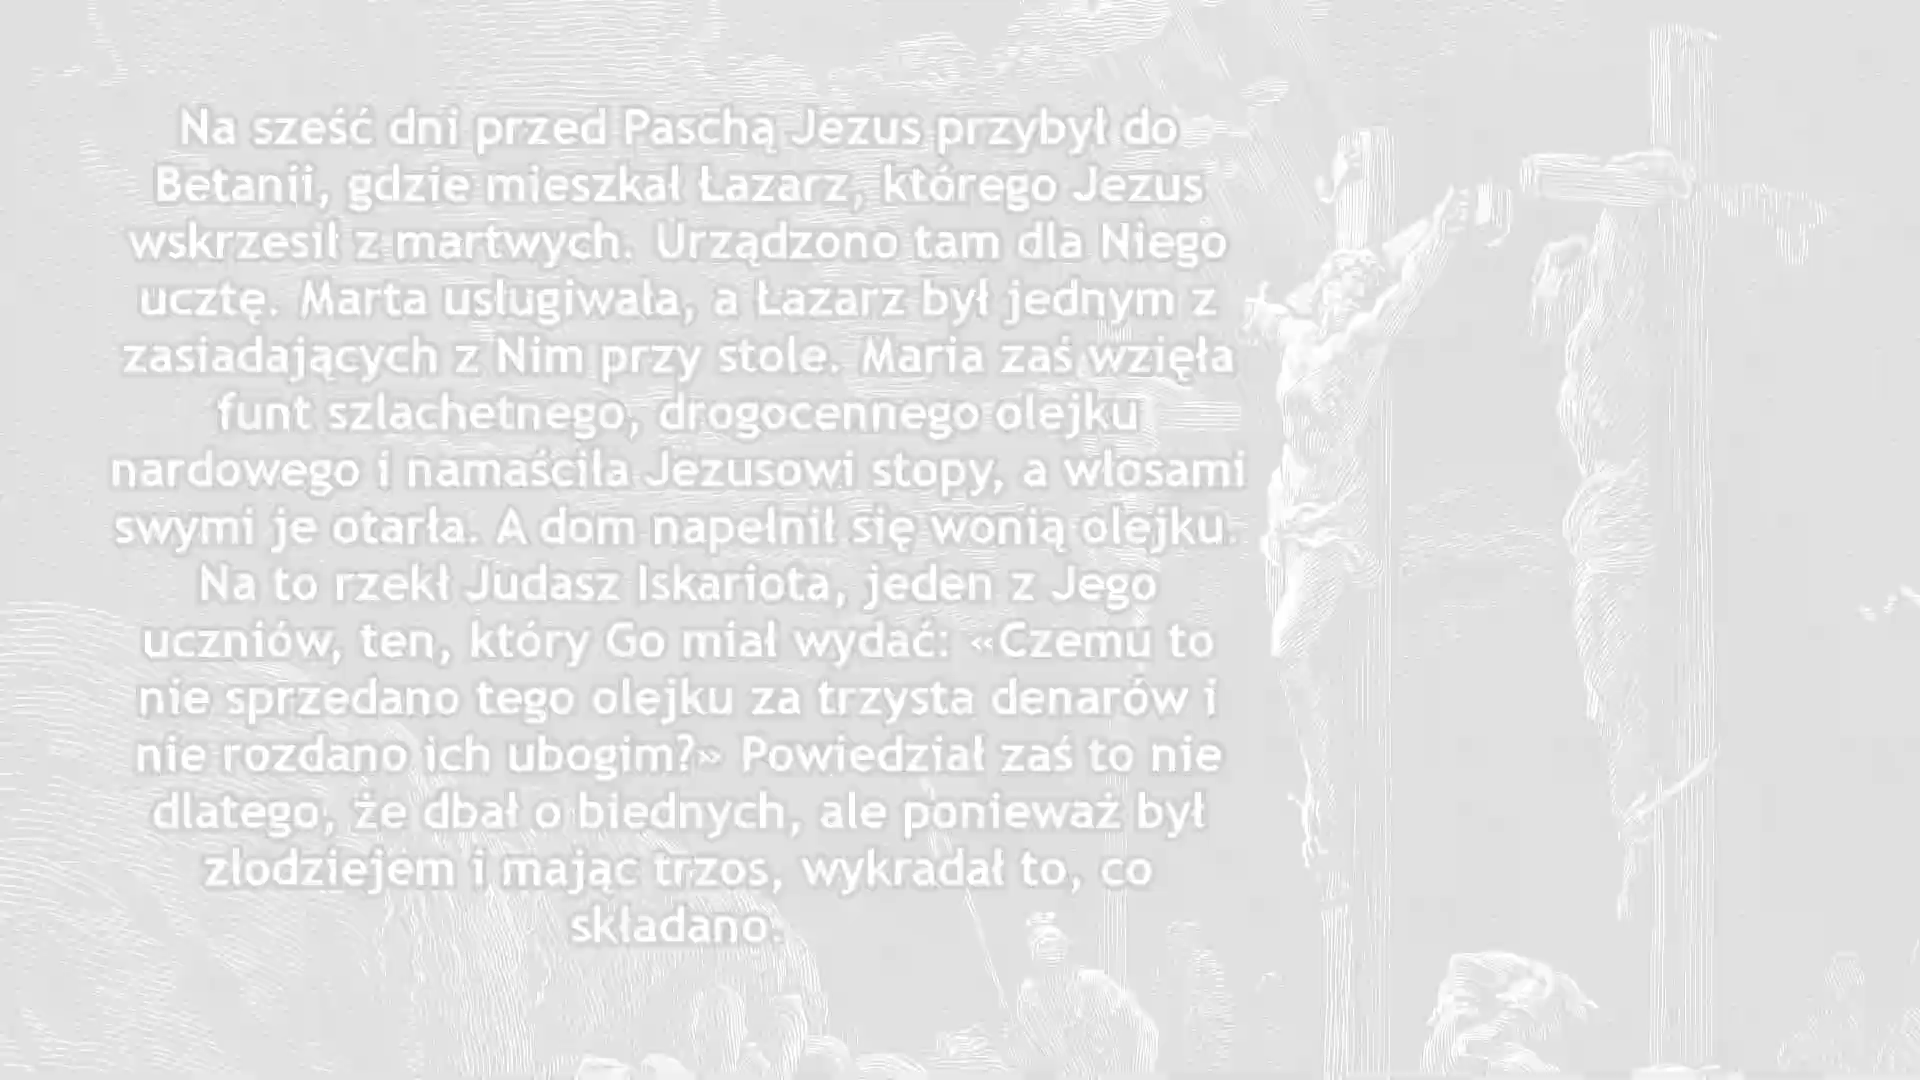 Na sześć dni przed Paschą Jezus przybył do
Betanii, gdzie mieszkał Łazarz, którego Jezus
wskrzesił z martwych. Urządzono tam dla Niego
ucztę. Marta usługiwała, a Łazarz był jednym z
zasiadających z Nim przy stole. Maria zaś wzięła
funt szlachetnego, drogocennego olejku
nardowego i namaściła Jezusowi stopy, a włosami
swymi je otarła. A dom napełnił się wonią olejku.
Na to rzekł Judasz Iskariota, jeden z Jego
uczniów, ten, który Go miał wydać: «Czemu to
nie sprzedano tego olejku za trzysta denarów i
nie rozdano ich ubogim?» Powiedział zaś to nie
dlatego, że dbał o biednych, ale ponieważ był
złodziejem i mając trzos, wykradał to, co
składano.